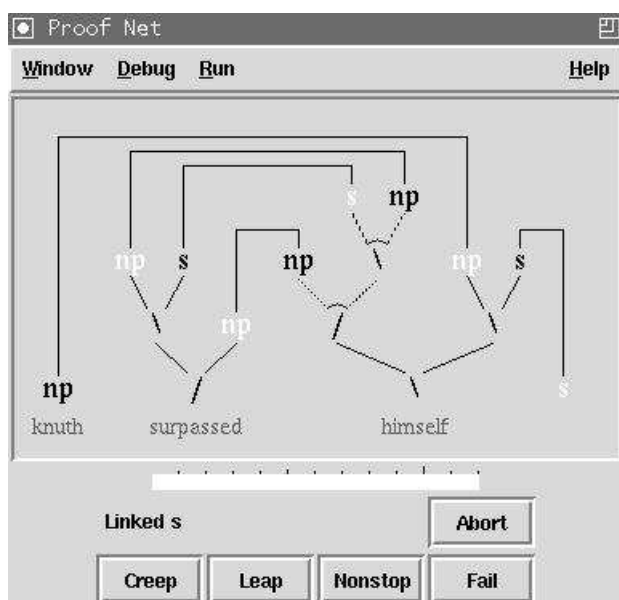 Proof Net
Window Debug Run Help
s np
np s np np s
np
\ \
/ \
np / \ s
knuth surpassed himself
Linked s Abort
Creep Leap Nonstop Fail